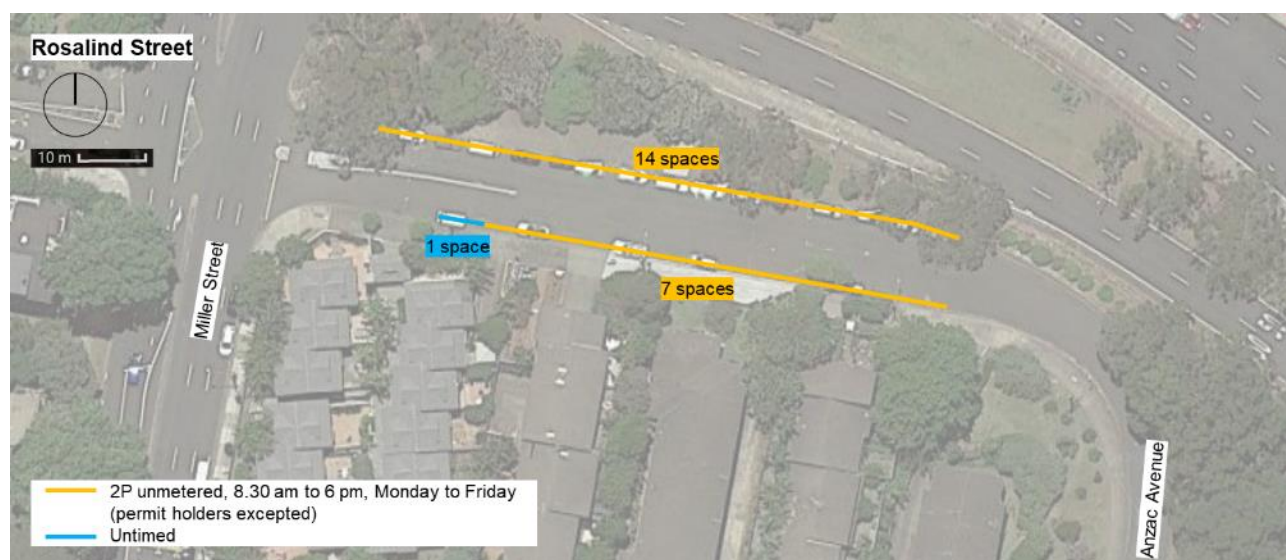 Rosalind Street
10 m
14 spaces
1 space
7 spaces
Miller Street
Anzac Avenue
2P unmetered, 8.30 am to 6 pm, Monday to Friday
(permit holders excepted)
Untimed